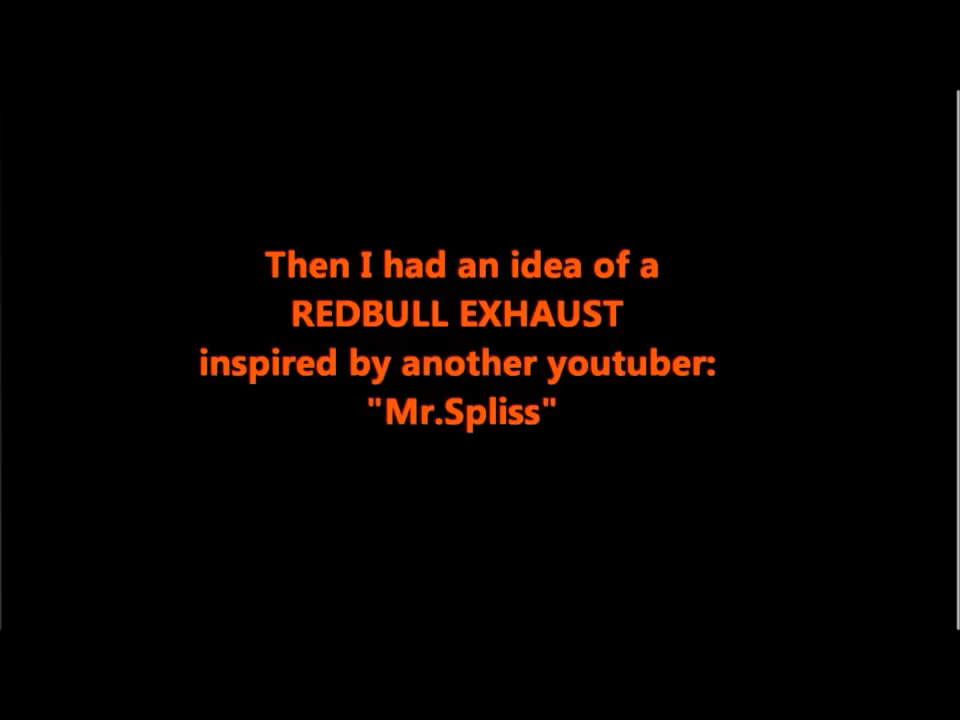 Then I had an idea of a
REDBULL EXHAUST
inspired by another youtuber:
"Mr.Spliss"